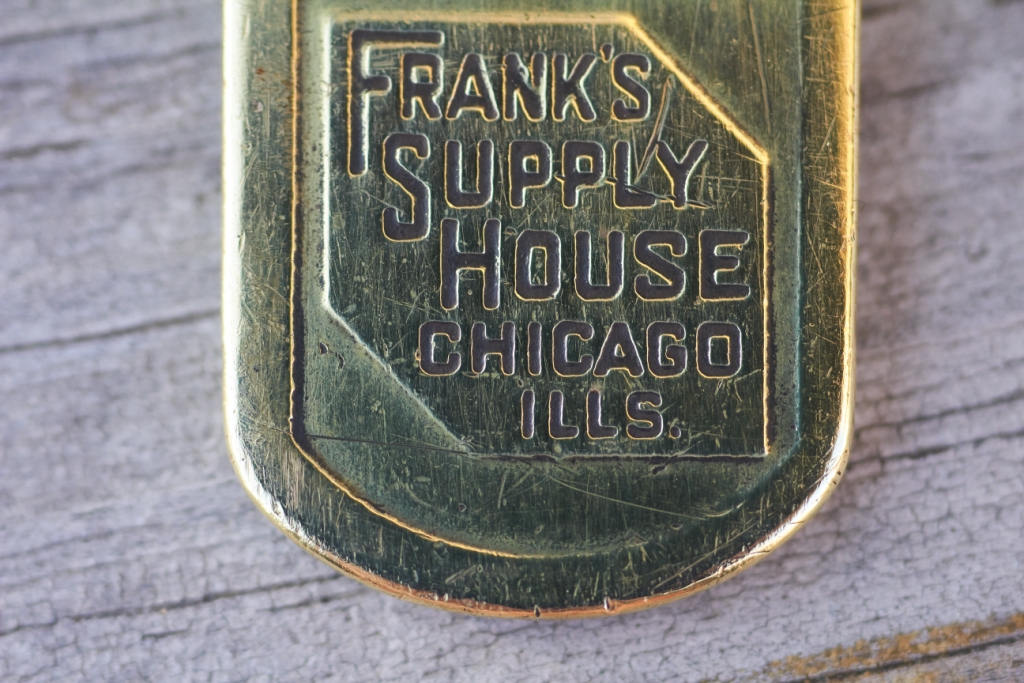 FRANK'S
SUPPLY
HOUSE
CHICAGO
ILLS.